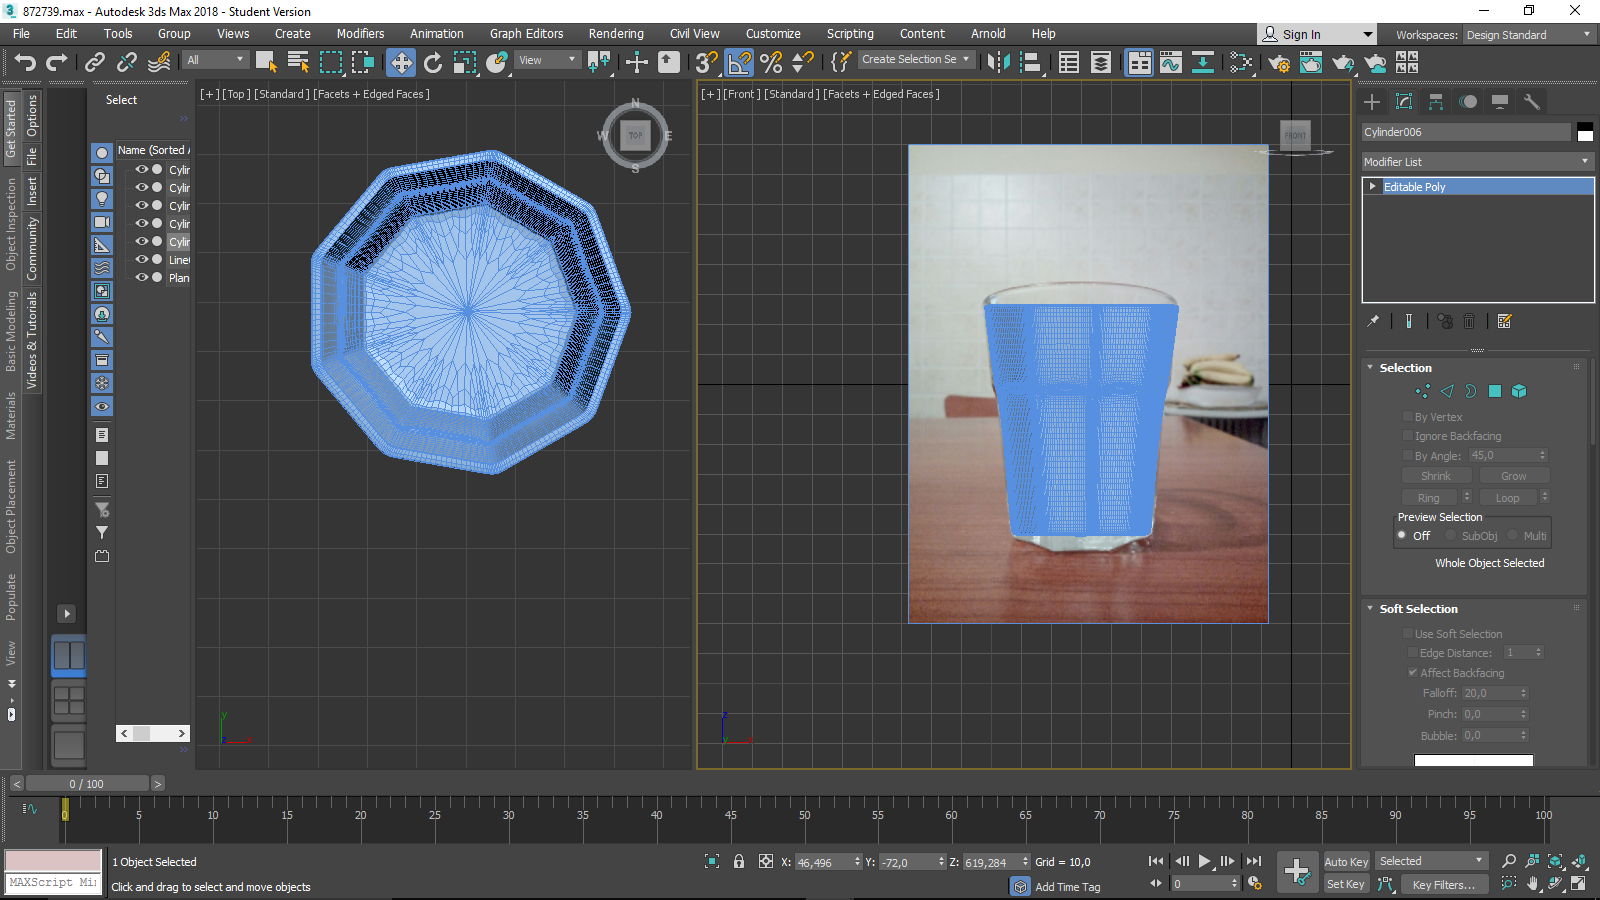 3 MAX 872739.max - Autodesk 3ds Max 2018 - Student Version
File Edit Tools Group Views Create Modifiers Animation Graph Editors Rendering Civil View Customize Scripting Content Arnold Help Sign In Workspaces: Design Standard
All View Create Selection Se
Get Started
Object Inspection
Basic Modeling
Materials
Object Placement
Populate
View
Options
File
Insert
Community
Videos & Tutorials
Select
Name (Sorted A
Cylin
Cylin
Cylin
Cylin
Cylin
Line
Plan
[+] [Top] [Standard] [Facets + Edged Faces]
N
W TOP E
S
y
z x
[+] [Front] [Standard] [Facets + Edged Faces]
FRONT
z
y x
Cylinder006
Modifier List
Editable Poly
Selection
By Vertex
Ignore Backfacing
By Angle: 45,0
Shrink Grow
Ring Loop
Preview Selection
Off SubObj Multi
Whole Object Selected
Soft Selection
Use Soft Selection
Edge Distance: 1
Affect Backfacing
Falloff: 20,0
Pinch: 0,0
Bubble: 0,0
< 0 / 100 >
0 5 10 15 20 25 30 35 40 45 50 55 60 65 70 75 80 85 90 95 100
1 Object Selected X: 46,496 Y: -72,0 Z: 619,284 Grid = 10,0 Auto Key Selected
MAXScript Mi
Click and drag to select and move objects Add Time Tag 0 Set Key Key Filters...